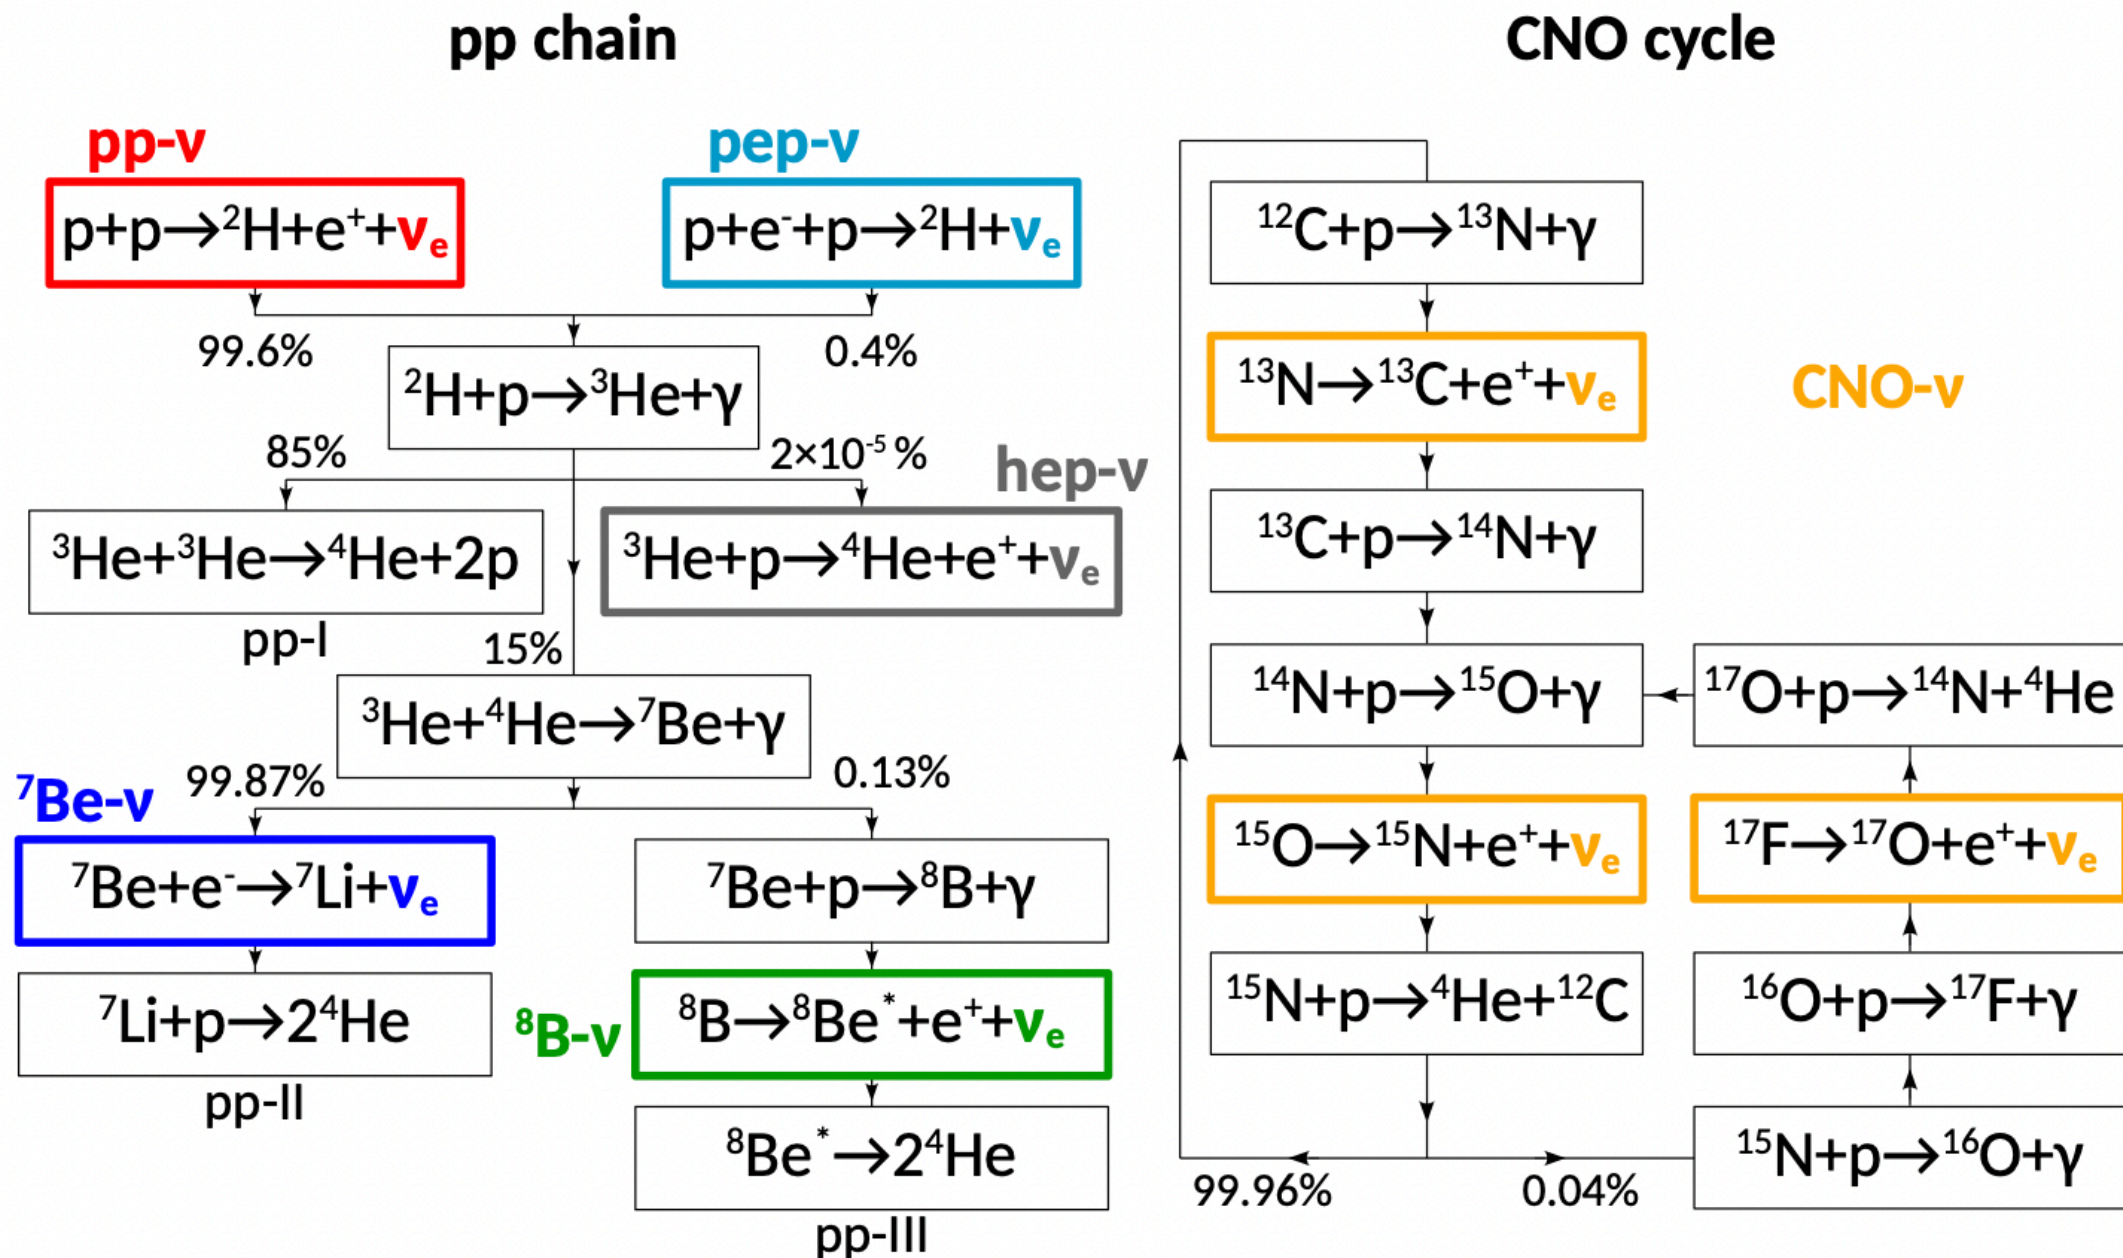 pp chain
pp-ν
pep-ν
p+p→²H+e⁺+νₑ
p+e⁻+p→²H+νₑ
99.6%
0.4%
²H+p→³He+γ
85%
2×10⁻⁵ %
hep-ν
³He+³He→⁴He+2p
³He+p→⁴He+e⁺+νₑ
pp-I
15%
³He+⁴He→⁷Be+γ
⁷Be-ν
99.87%
0.13%
⁷Be+e⁻→⁷Li+νₑ
⁷Be+p→⁸B+γ
⁷Li+p→2⁴He
⁸B-ν
⁸B→⁸Be*+e⁺+νₑ
pp-II
⁸Be*→2⁴He
pp-III
CNO cycle
¹²C+p→¹³N+γ
¹³N→¹³C+e⁺+νₑ
CNO-ν
¹³C+p→¹⁴N+γ
¹⁴N+p→¹⁵O+γ
¹⁷O+p→¹⁴N+⁴He
¹⁵O→¹⁵N+e⁺+νₑ
¹⁷F→¹⁷O+e⁺+νₑ
¹⁵N+p→⁴He+¹²C
¹⁶O+p→¹⁷F+γ
¹⁵N+p→¹⁶O+γ
99.96%
0.04%